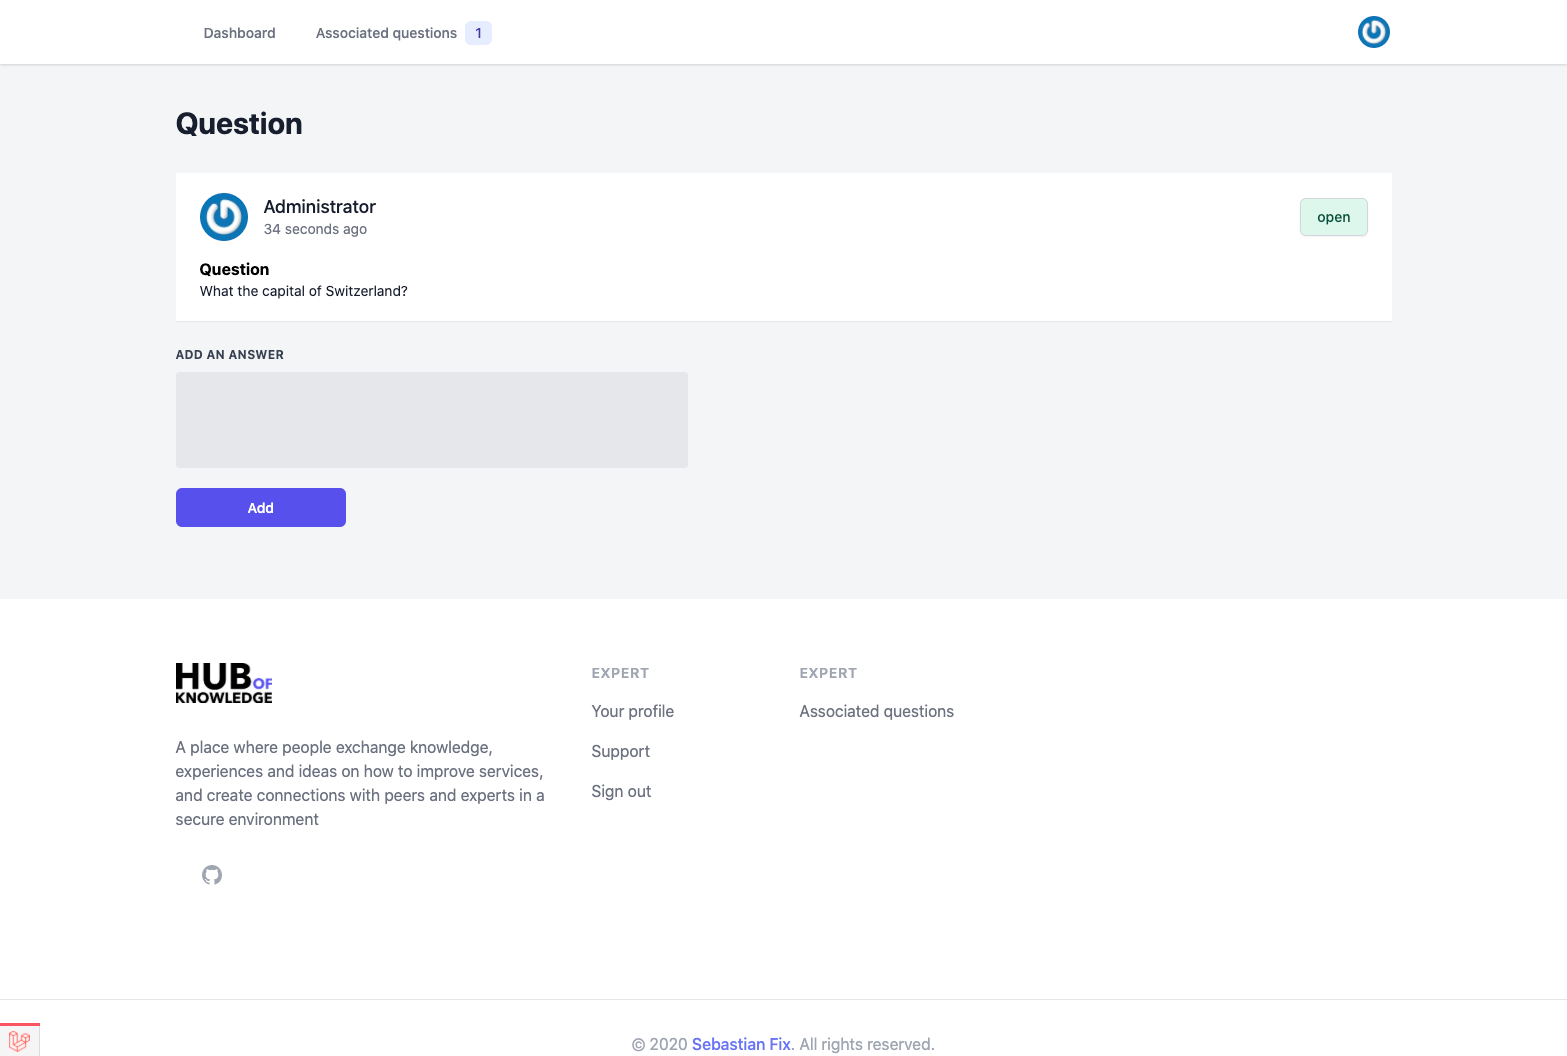 Dashboard
Associated questions 1
Question
Administrator
34 seconds ago
open
Question
What the capital of Switzerland?
ADD AN ANSWER
Add
HUB OF
KNOWLEDGE
A place where people exchange knowledge,
experiences and ideas on how to improve services,
and create connections with peers and experts in a
secure environment
EXPERT
Your profile
Support
Sign out
EXPERT
Associated questions
© 2020 Sebastian Fix. All rights reserved.